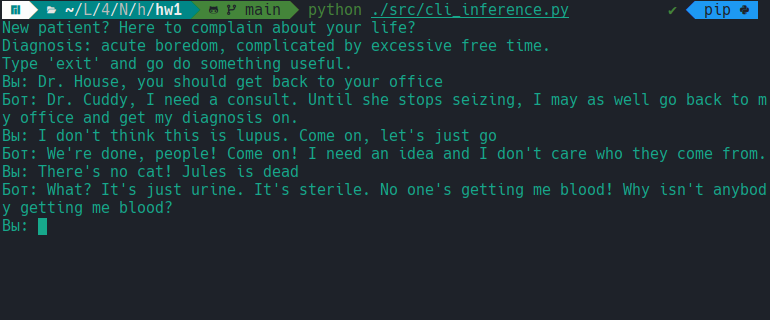 ~/L/4/N/h/hw1 main python ./src/cli_inference.py ✔ pip
New patient? Here to complain about your life?
Diagnosis: acute boredom, complicated by excessive free time.
Type 'exit' and go do something useful.
Вы: Dr. House, you should get back to your office
Бот: Dr. Cuddy, I need a consult. Until she stops seizing, I may as well go back to m
y office and get my diagnosis on.
Вы: I don't think this is lupus. Come on, let's just go
Бот: We're done, people! Come on! I need an idea and I don't care who they come from.
Вы: There's no cat! Jules is dead
Бот: What? It's just urine. It's sterile. No one's getting me blood! Why isn't anybod
y getting me blood?
Вы: